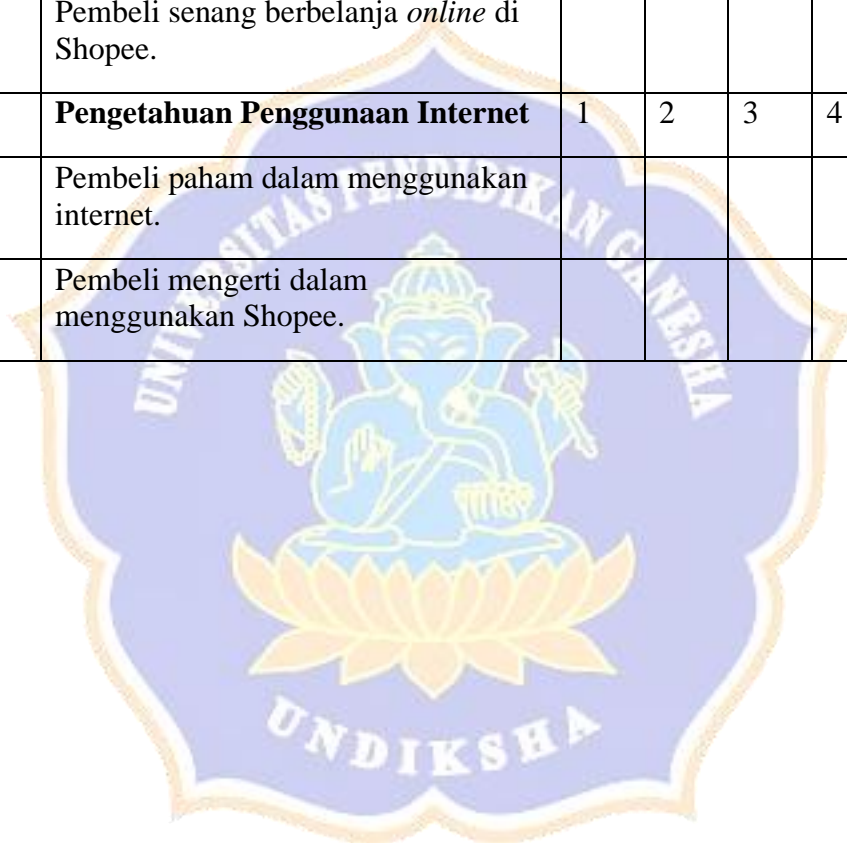 Pembeli senang berbelanja online di
Shopee.
Pengetahuan Penggunaan Internet 1 2 3 4
Pembeli paham dalam menggunakan
internet.
Pembeli mengerti dalam
menggunakan Shopee.
UNIVERSITAS PENDIDIKAN GANESHA
UNDIKSHA